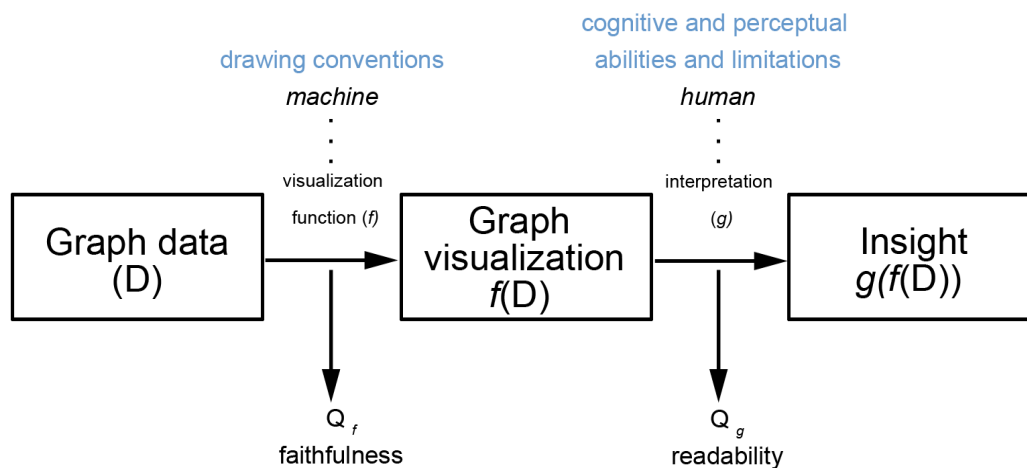 drawing conventions
machine
visualization
function (f)
cognitive and perceptual
abilities and limitations
human
interpretation
(g)
Graph data
(D)
Graph
visualization
f(D)
Insight
g(f(D))
Q f
faithfulness
Q g
readability